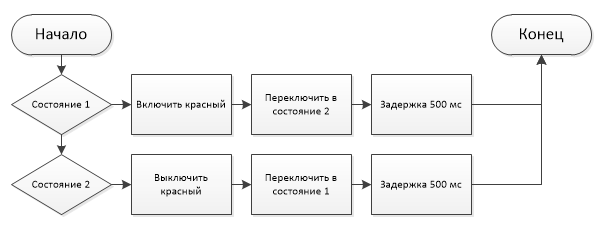 Начало
Конец
Состояние 1
Включить красный
Переключить в
состояние 2
Задержка 500 мс
Состояние 2
Выключить
красный
Переключить в
состояние 1
Задержка 500 мс